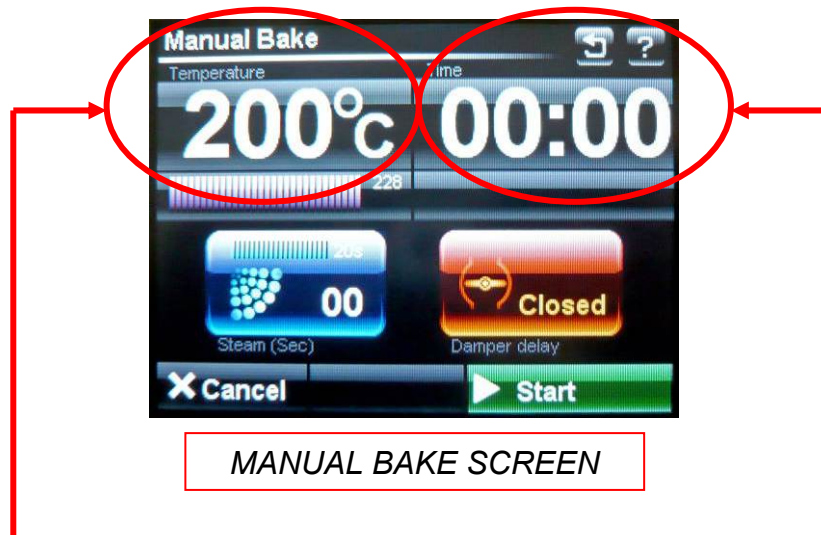 Manual Bake ?
Temperature Time
200°C 00:00
228
20s
00 Closed
Steam (Sec) Damper delay
Cancel Start
MANUAL BAKE SCREEN